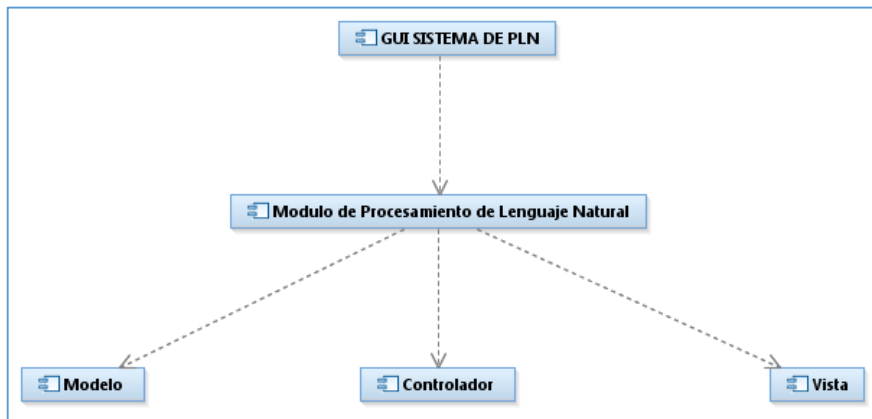 GUI SISTEMA DE PLN
Modulo de Procesamiento de Lenguaje Natural
Modelo
Controlador
Vista